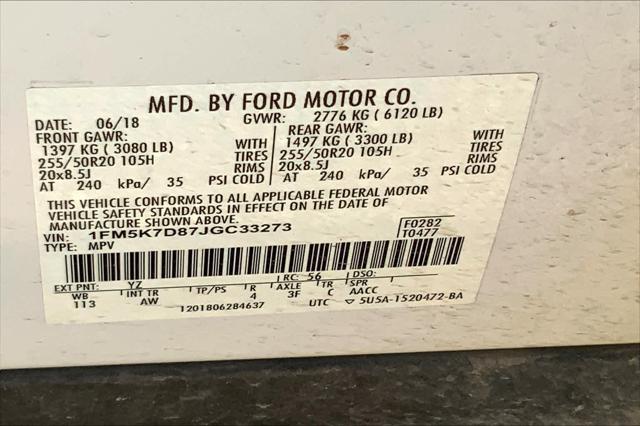 MFD. BY FORD MOTOR CO.
DATE: 06/18 GVWR: 2776 KG ( 6120 LB)
FRONT GAWR: REAR GAWR:
1397 KG ( 3080 LB) WITH 1497 KG ( 3300 LB) WITH
255/50R20 105H TIRES 255/50R20 105H TIRES
20x8.5J RIMS 20x8.5J RIMS
AT 240 kPa/ 35 PSI COLD AT 240 kPa/ 35 PSI COLD
THIS VEHICLE CONFORMS TO ALL APPLICABLE FEDERAL MOTOR
VEHICLE SAFETY STANDARDS IN EFFECT ON THE DATE OF
MANUFACTURE SHOWN ABOVE.
VIN: 1FM5K7D87JGC33273 F0282
TYPE: MPV T0477
EXT PNT: YZ RC: 56 DSO:
WB INT TR TP/PS R AXLE TR SPR
113 AW 4 3F C AACC
1201806284637 UTC ▽5U5A-1520472-BA